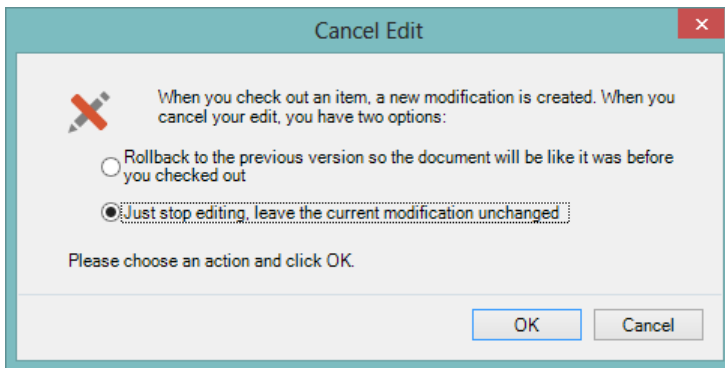 Cancel Edit
When you check out an item, a new modification is created. When you
cancel your edit, you have two options:
Rollback to the previous version so the document will be like it was before
you checked out
Just stop editing, leave the current modification unchanged
Please choose an action and click OK.
OK Cancel